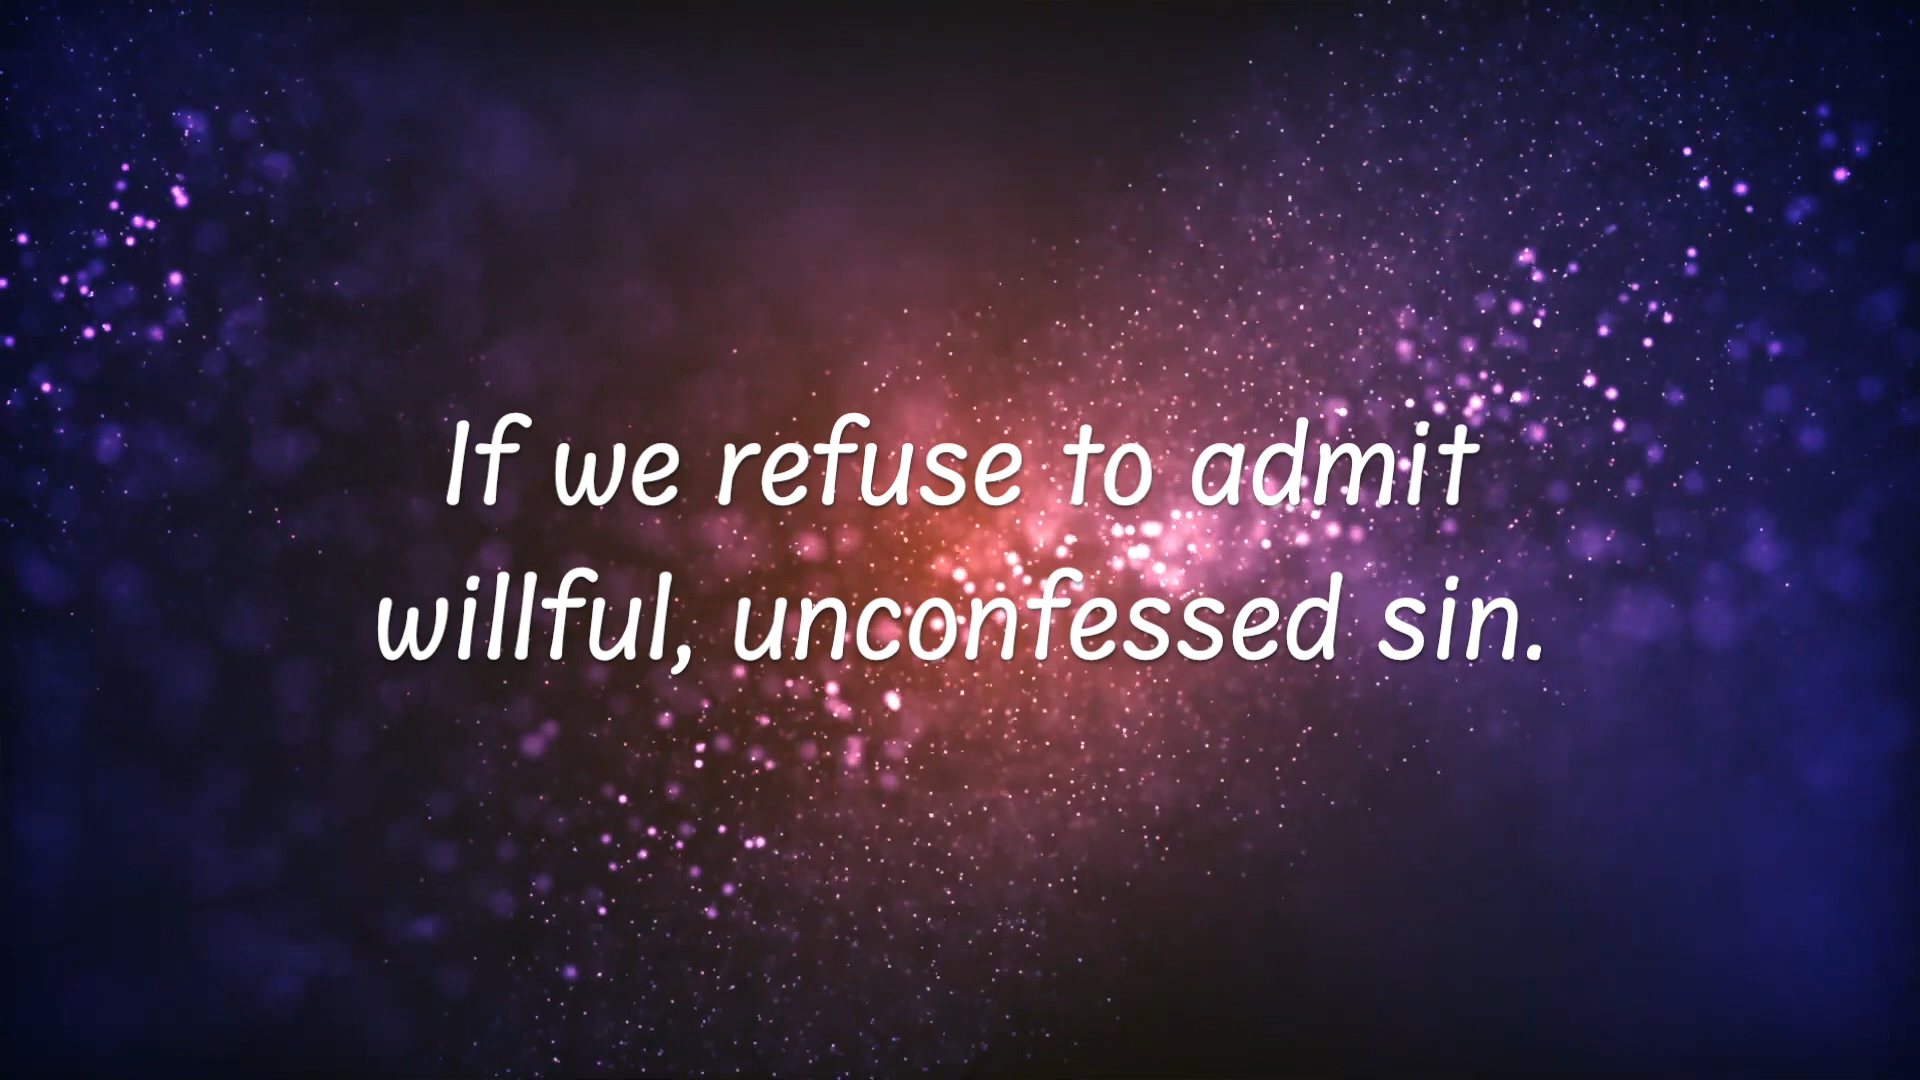 If we refuse to admit
willful, unconfessed sin.